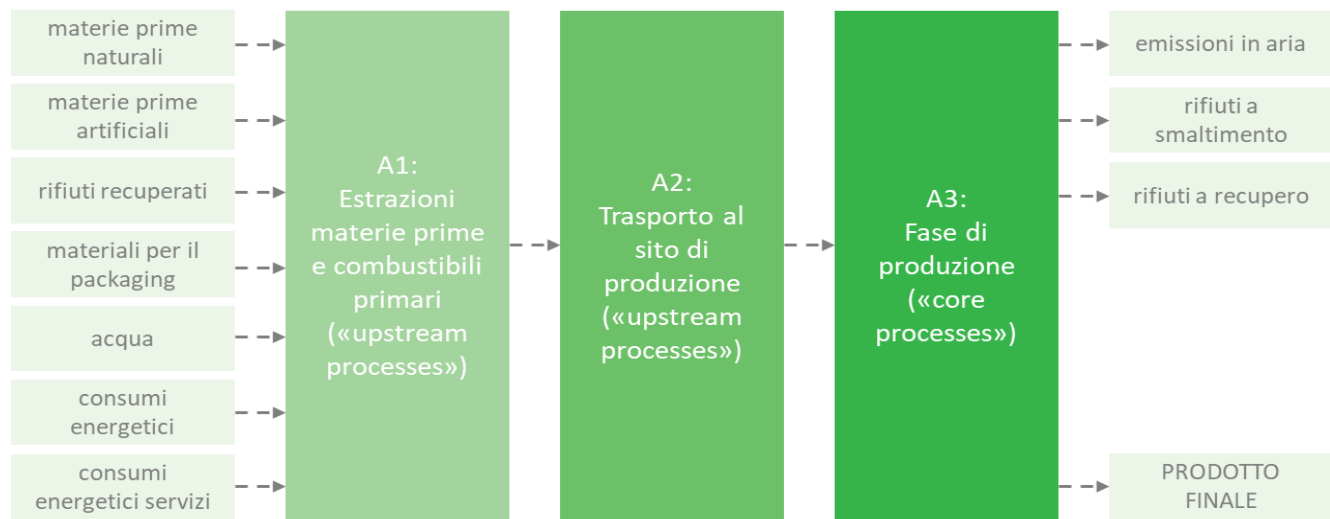 materie prime
naturali
materie prime
artificiali
rifiuti recuperati
materiali per il
packaging
acqua
consumi
energetici
consumi
energetici servizi
A1:
Estrazioni
materie prime
e combustibili
primari
(«upstream
processes»)
A2:
Trasporto al
sito di
produzione
(«upstream
processes»)
A3:
Fase di
produzione
(«core
processes»)
emissioni in aria
rifiuti a
smaltimento
rifiuti a recupero
PRODOTTO
FINALE